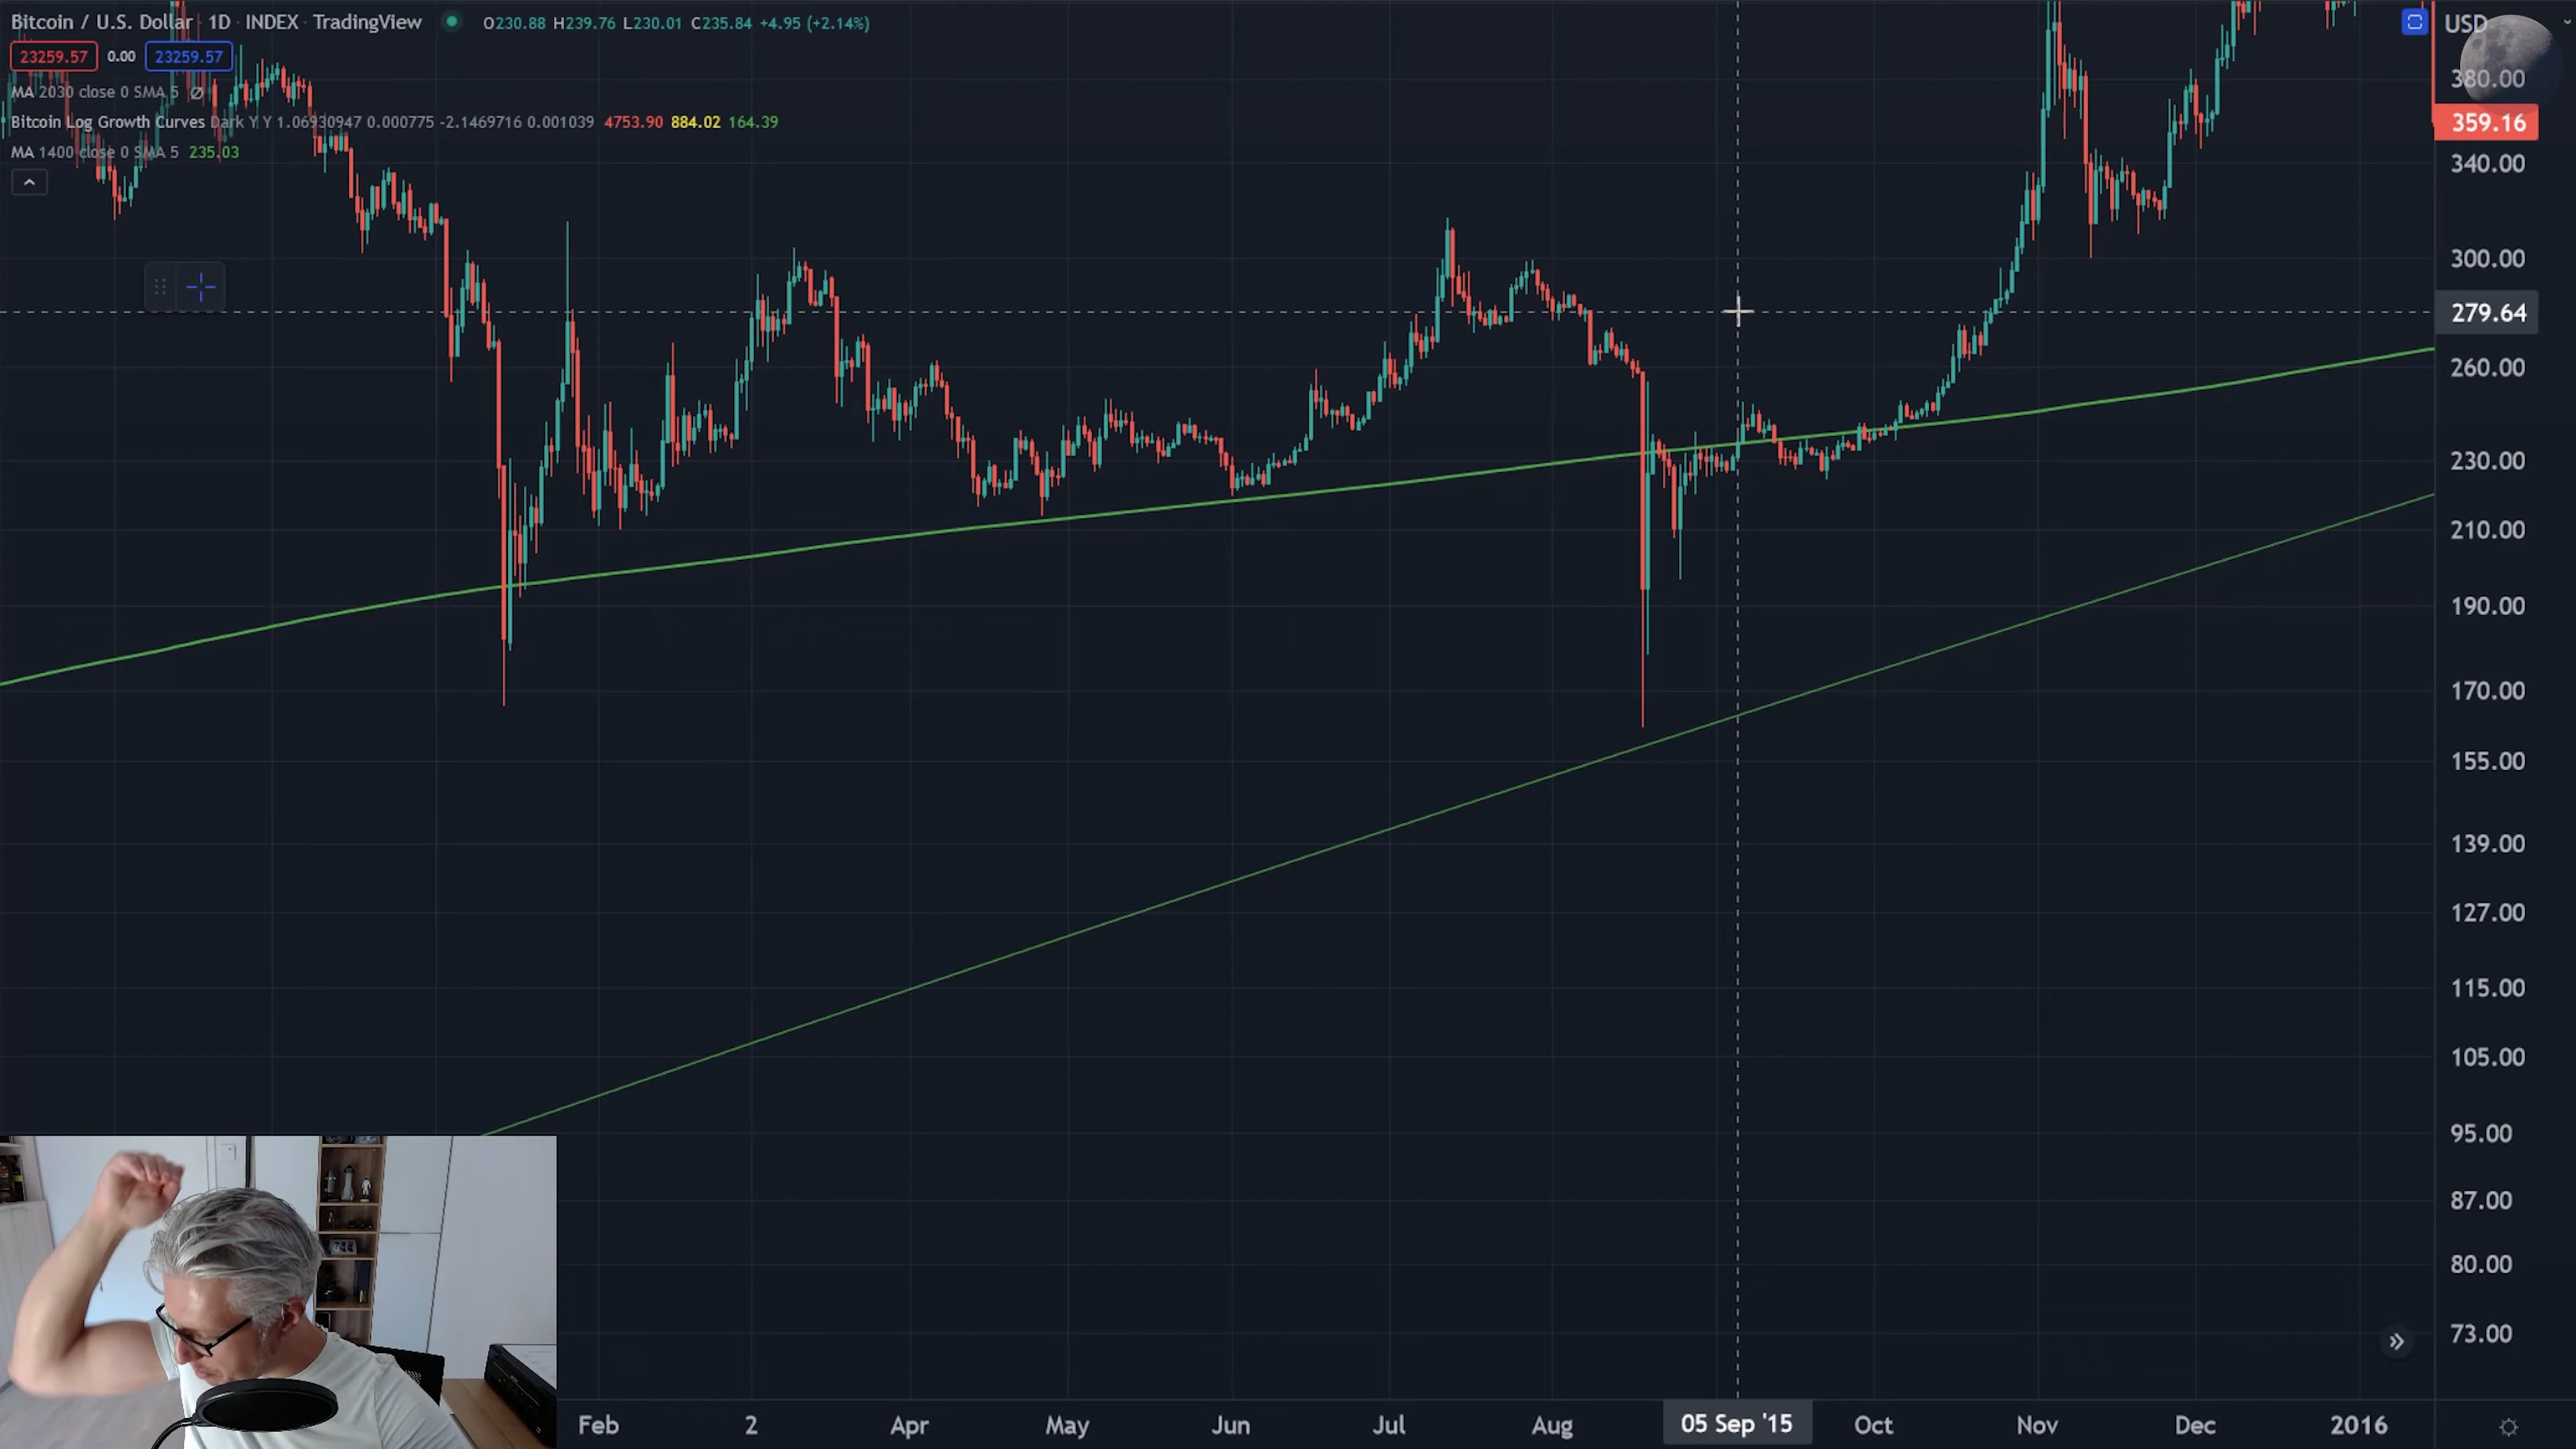 Bitcoin / U.S. Dollar · 1D · INDEX · TradingView O230.88 H239.76 L230.01 C235.84 +4.95 (+2.14%)
23259.57 0.00 23259.57
MA 2030 close 0 SMA 5 ∅
Bitcoin Log Growth Curves Dark Y Y 1.06930947 0.000775 -2.1469716 0.001039 4753.90 884.02 164.39
MA 1400 close 0 SMA 5 235.03
USD
380.00
359.16
340.00
300.00
279.64
260.00
230.00
210.00
190.00
170.00
155.00
139.00
127.00
115.00
105.00
95.00
87.00
80.00
73.00
Feb 2 Apr May Jun Jul Aug 05 Sep '15 Oct Nov Dec 2016